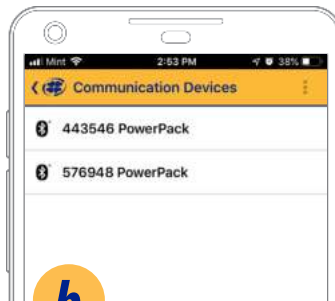 Mint 2:53 PM 38%
Communication Devices
443546 PowerPack
576948 PowerPack
b